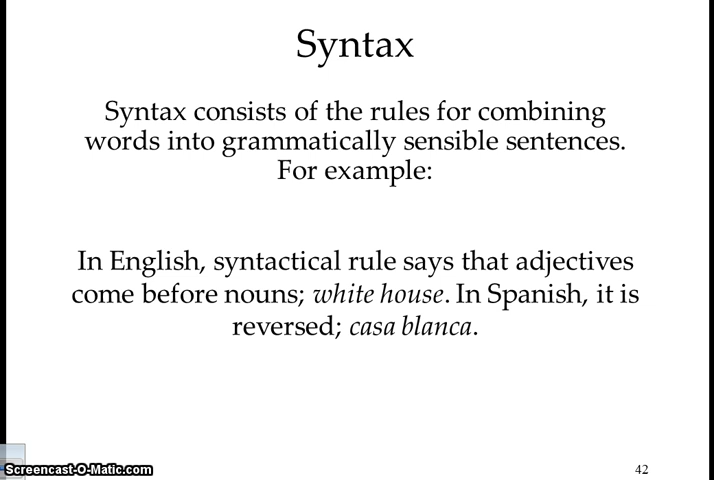 Syntax
Syntax consists of the rules for combining
words into grammatically sensible sentences.
For example:
In English, syntactical rule says that adjectives
come before nouns; white house. In Spanish, it is
reversed; casa blanca.
Screencast-O-Matic.com
42